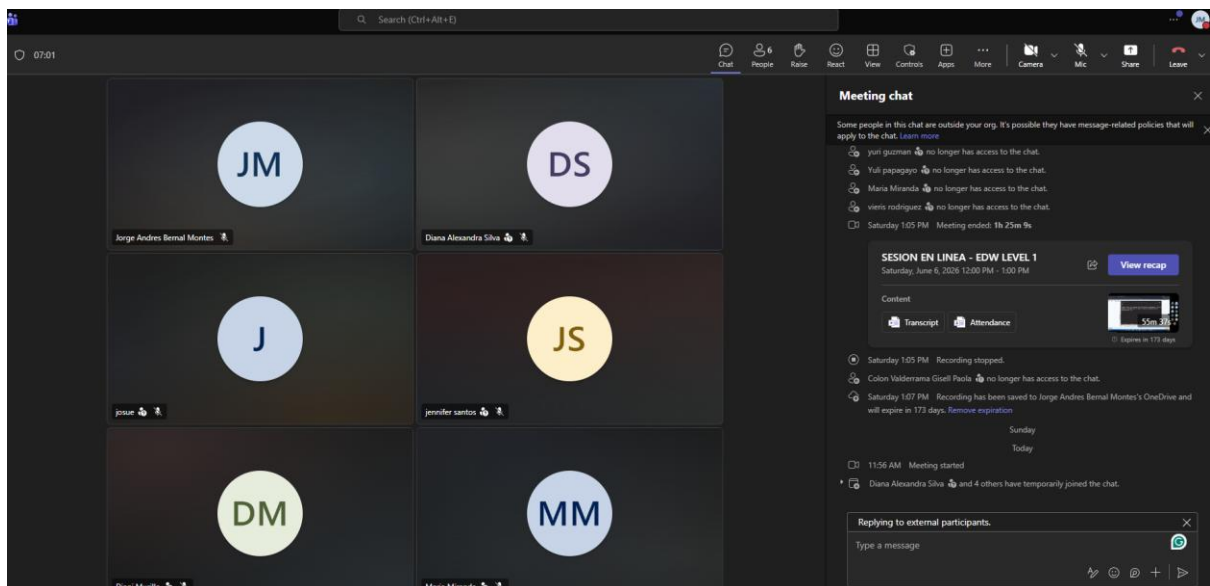 Search (Ctrl+Alt+E)
JM
07:01
Chat
6
People
Raise
React
View
Controls
Apps
More
Camera
Mic
Share
Leave
JM
Jorge Andres Bernal Montes
DS
Diana Alexandra Silva
J
josue
JS
jennifer santos
DM
MM
Meeting chat
Some people in this chat are outside your org. It's possible they have message-related policies that will
apply to the chat. Learn more
yuri guzman no longer has access to the chat.
Yuli papagayo no longer has access to the chat.
Maria Miranda no longer has access to the chat.
vieris rodriguez no longer has access to the chat.
Saturday 1:05 PM Meeting ended: 1h 25m 9s
SESION EN LINEA - EDW LEVEL 1
Saturday, June 6, 2026 12:00 PM - 1:00 PM
View recap
Content
Transcript
Attendance
55m 37s
Expires in 173 days
Saturday 1:05 PM Recording stopped.
Colon Valderrama Gisell Paola no longer has access to the chat.
Saturday 1:07 PM Recording has been saved to Jorge Andres Bernal Montes's OneDrive and
will expire in 173 days. Remove expiration
Sunday
Today
11:56 AM Meeting started
Diana Alexandra Silva and 4 others have temporarily joined the chat.
Replying to external participants.
Type a message